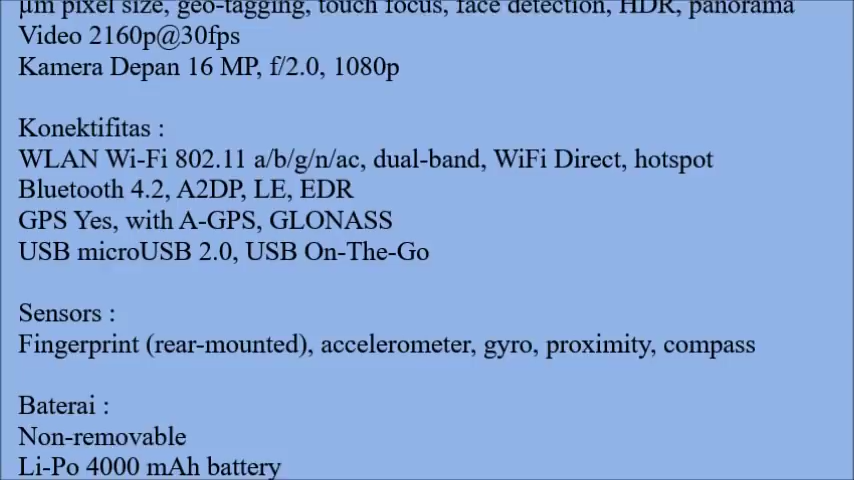 µm pixel size, geo-tagging, touch focus, face detection, HDR, panorama
Video 2160p@30fps
Kamera Depan 16 MP, f/2.0, 1080p
Konektifitas :
WLAN Wi-Fi 802.11 a/b/g/n/ac, dual-band, WiFi Direct, hotspot
Bluetooth 4.2, A2DP, LE, EDR
GPS Yes, with A-GPS, GLONASS
USB microUSB 2.0, USB On-The-Go
Sensors :
Fingerprint (rear-mounted), accelerometer, gyro, proximity, compass
Baterai :
Non-removable
Li-Po 4000 mAh battery